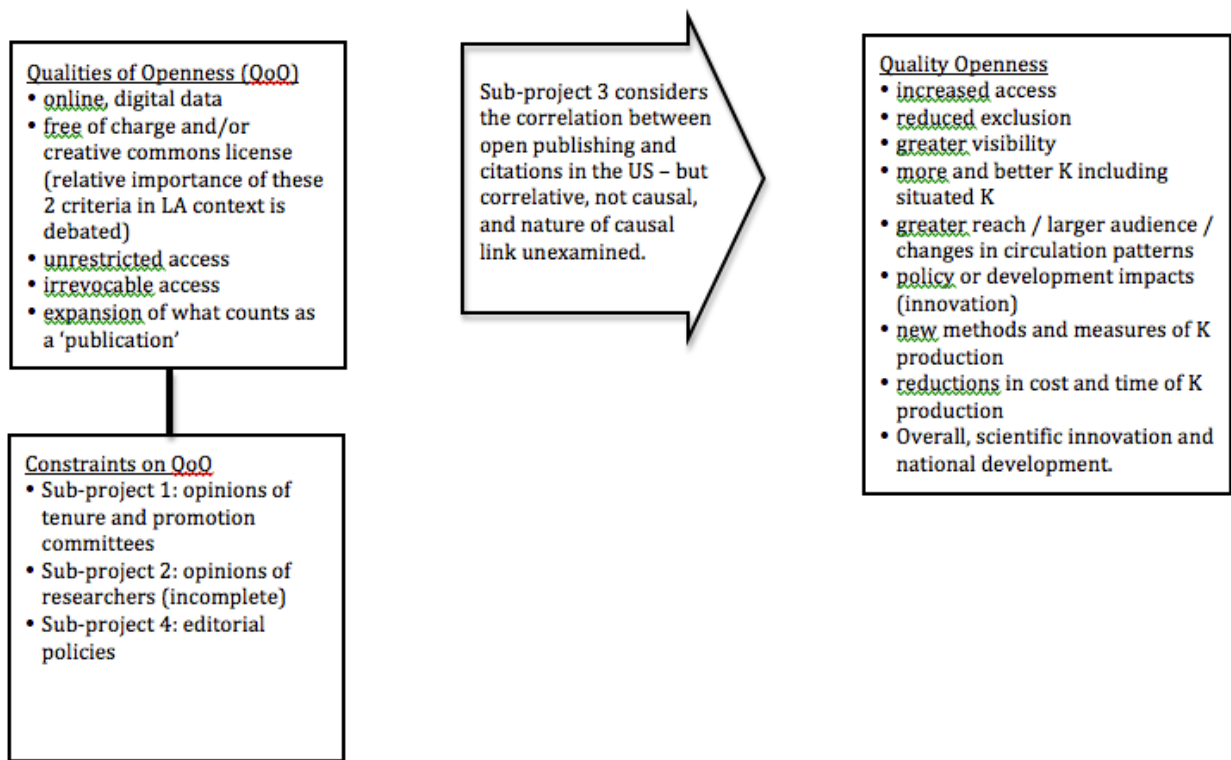 Qualities of Openness (QoO)
• online, digital data
• free of charge and/or
creative commons license
(relative importance of these
2 criteria in LA context is
debated)
• unrestricted access
• irrevocable access
• expansion of what counts as
a ‘publication’
Constraints on QoO
• Sub-project 1: opinions of
tenure and promotion
committees
• Sub-project 2: opinions of
researchers (incomplete)
• Sub-project 4: editorial
policies
Sub-project 3 considers
the correlation between
open publishing and
citations in the US – but
correlative, not causal,
and nature of causal
link unexamined.
Quality Openness
• increased access
• reduced exclusion
• greater visibility
• more and better K including
situated K
• greater reach / larger audience /
changes in circulation patterns
• policy or development impacts
(innovation)
• new methods and measures of K
production
• reductions in cost and time of K
production
• Overall, scientific innovation and
national development.